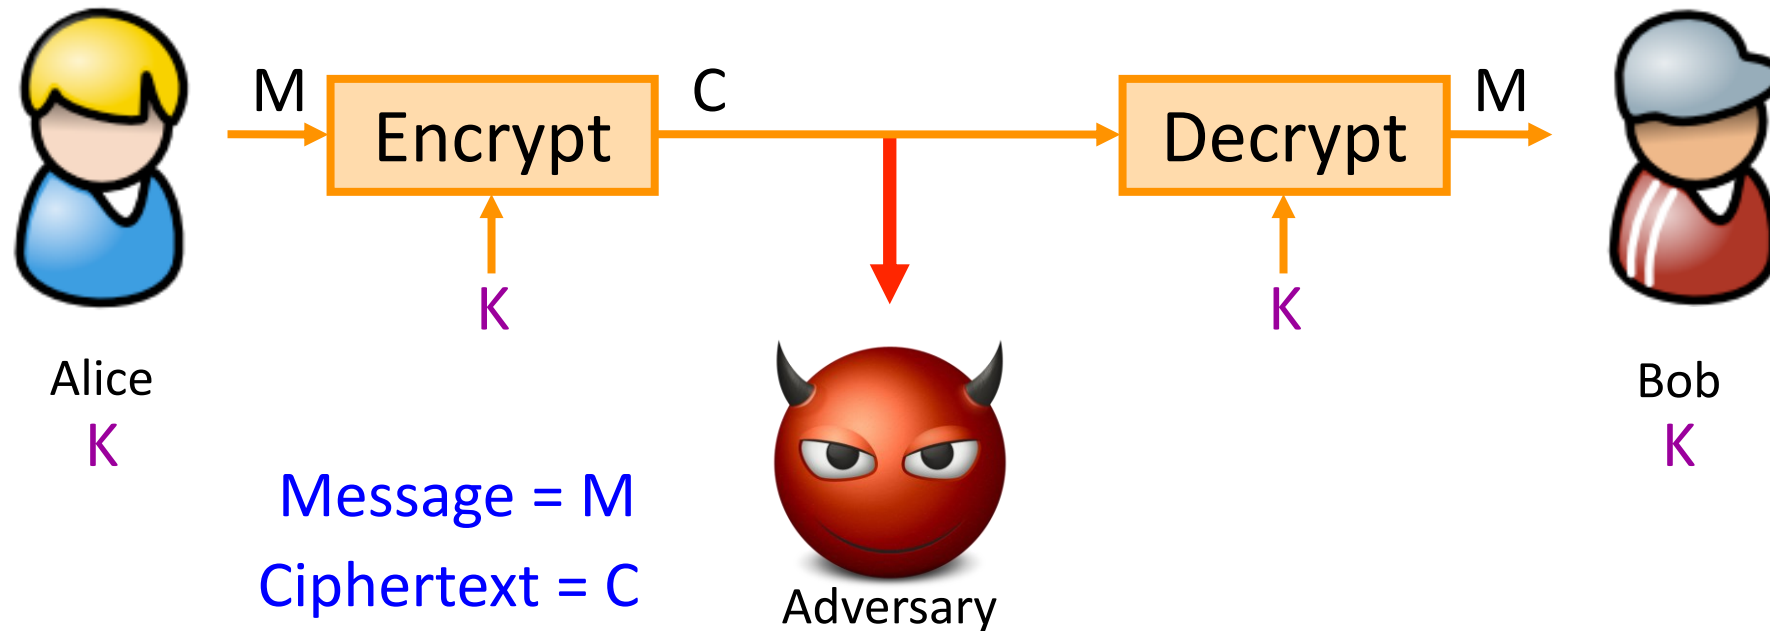 M
Encrypt
C
Decrypt
M
K
K
Alice
K
Bob
K
Message = M
Ciphertext = C
Adversary